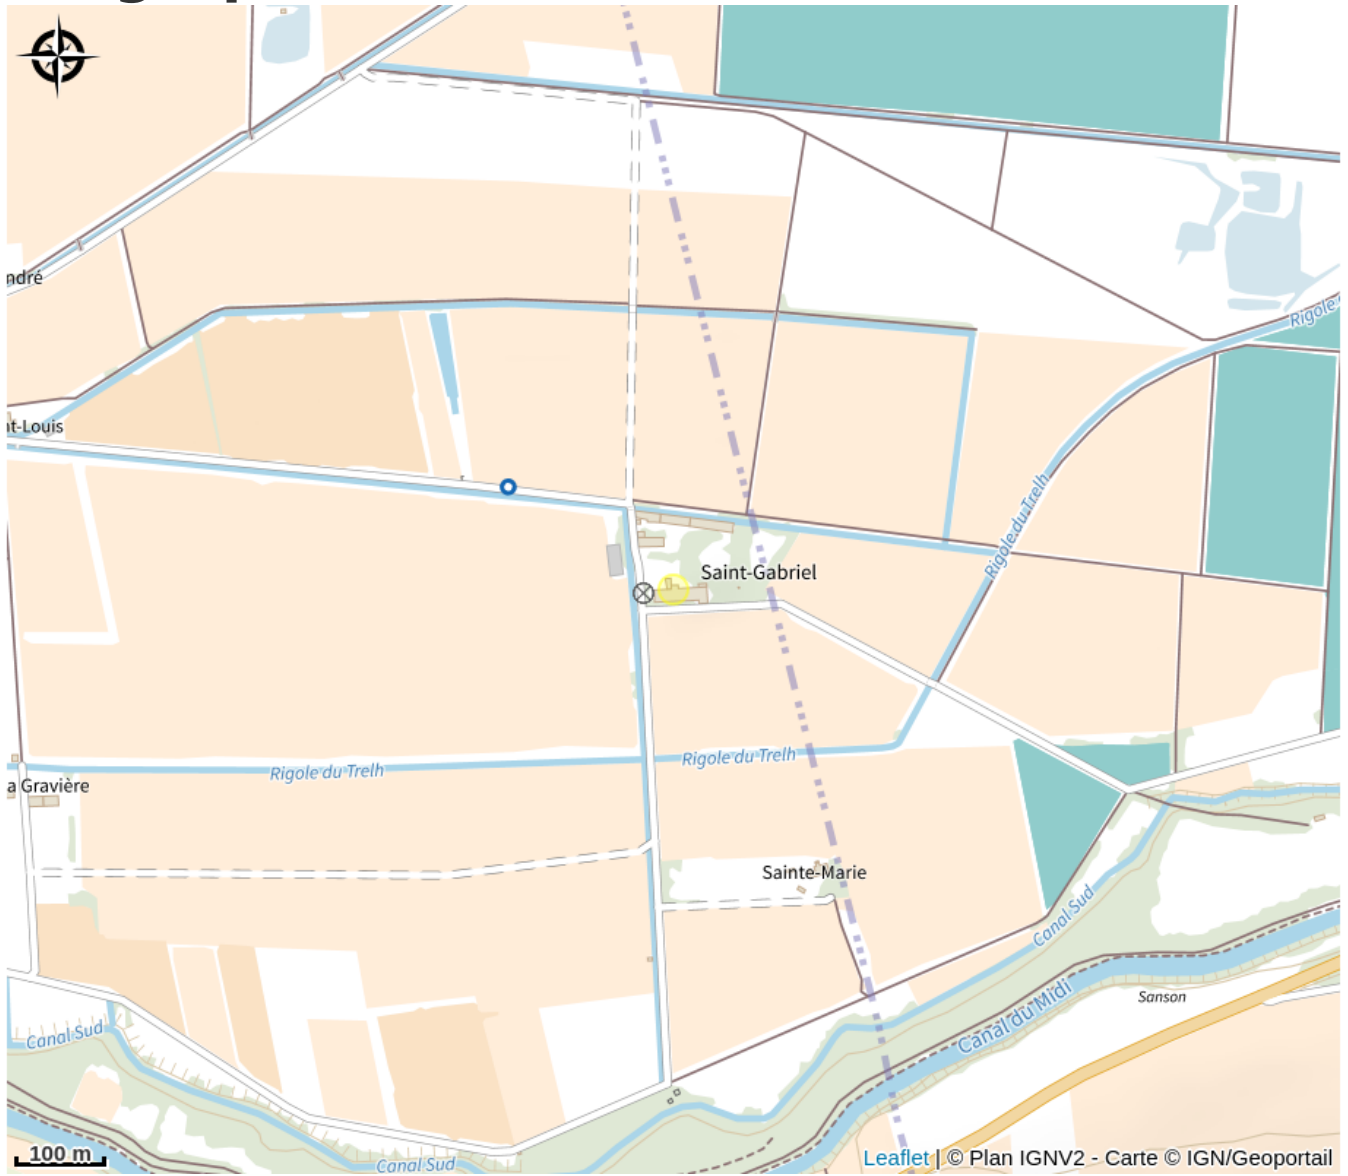 Rigole
ndré
nt-Louis
Rigole du Trelh
Saint-Gabriel
Rigole du Trelh
Rigole du Trelh
a Gravière
Sainte-Marie
Canal Sud
Sanson
Canal du Midi
Canal Sud
100 m
Canal Sud
Leaflet | © Plan IGNV2 - Carte © IGN/Geoportail